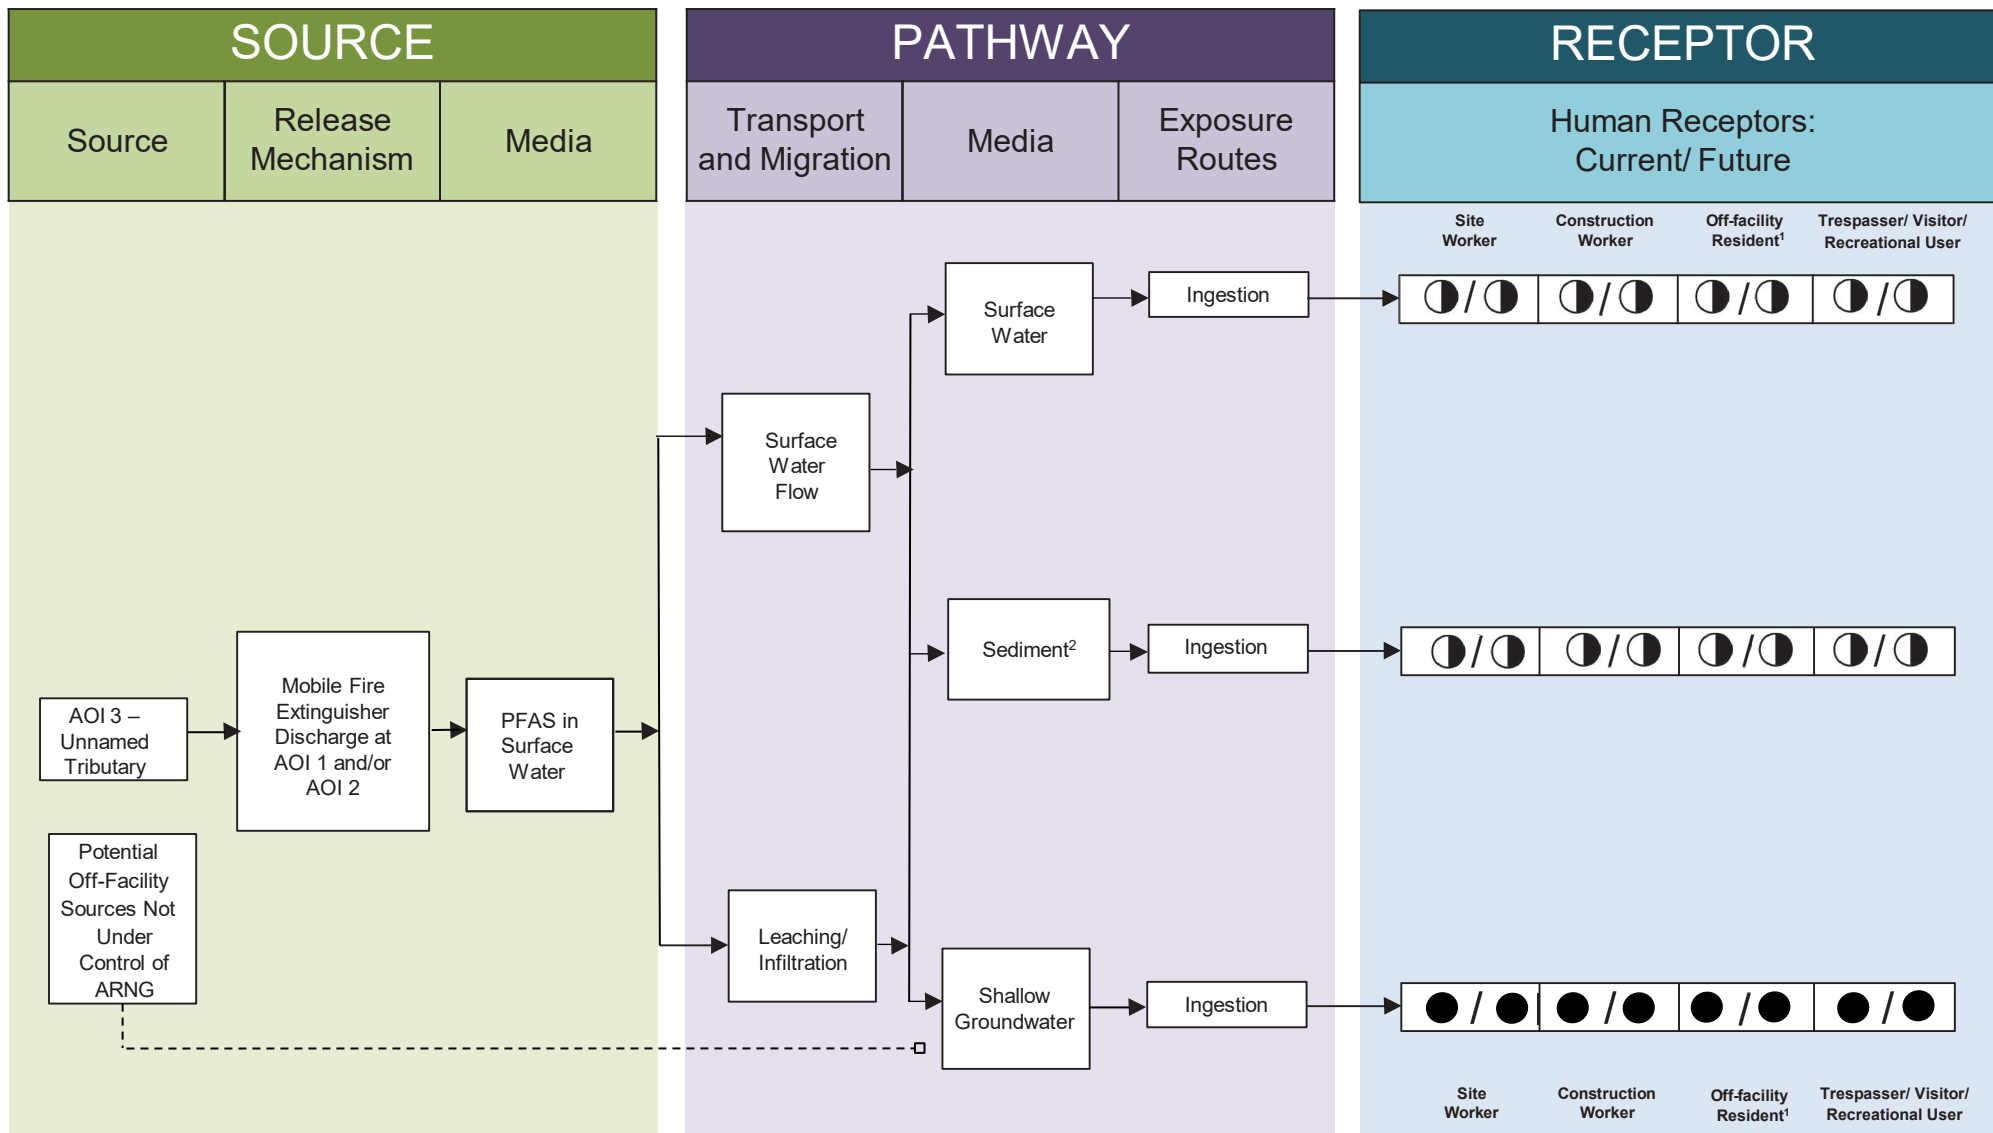 SOURCE
PATHWAY
RECEPTOR
Source
Release
Mechanism
Media
Transport
and Migration
Media
Exposure
Routes
Human Receptors:
Current/ Future
Site
Worker
Construction
Worker
Off-facility
Resident¹
Trespasser/ Visitor/
Recreational User
Surface
Water
Ingestion
/
/
/
/
Surface
Water
Flow
Sediment²
Ingestion
/
/
/
/
AOI 3 –
Unnamed
Tributary
Mobile Fire
Extinguisher
Discharge at
AOI 1 and/or
AOI 2
PFAS in
Surface
Water
Potential
Off-Facility
Sources Not
Under
Control of
ARNG
Leaching/
Infiltration
Shallow
Groundwater
Ingestion
/
/
/
/
Site
Worker
Construction
Worker
Off-facility
Resident¹
Trespasser/ Visitor/
Recreational User